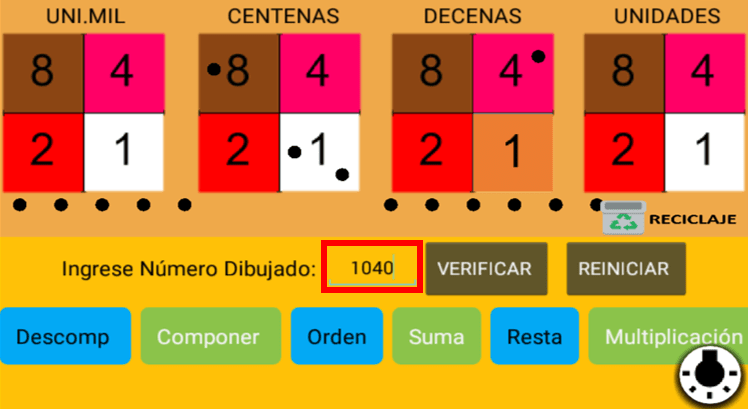 UNI.MIL CENTENAS DECENAS UNIDADES
8 4 8 4 8 4 8 4
2 1 2 1 2 1 2 1
RECICLAJE
Ingrese Número Dibujado: 1040 VERIFICAR REINICIAR
Descomp Componer Orden Suma Resta Multiplicación